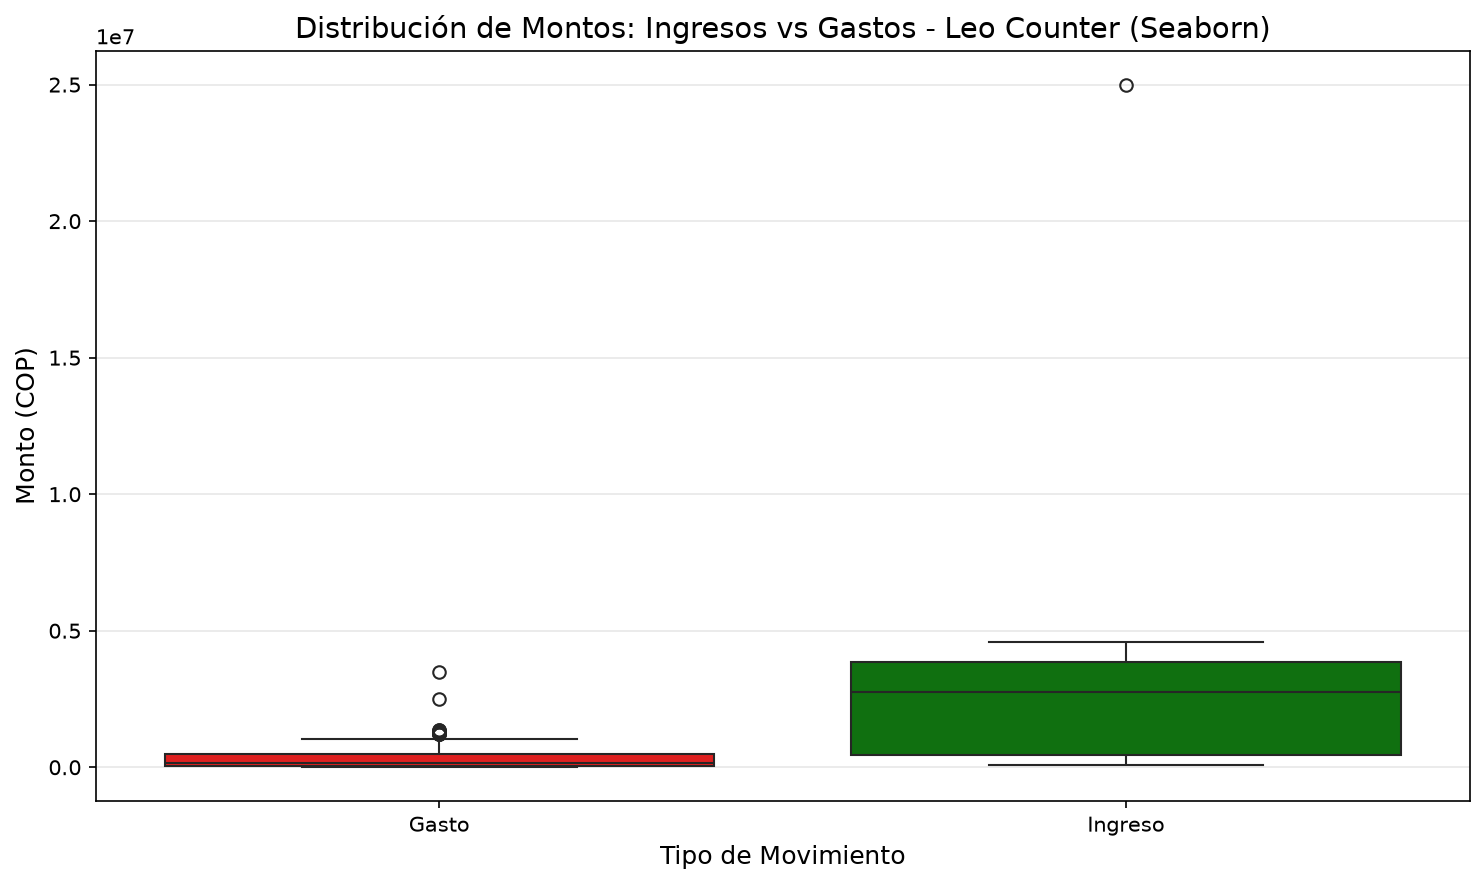 Distribución de Montos: Ingresos vs Gastos - Leo Counter (Seaborn)
1e7
2.5
2.0
1.5
1.0
0.5
0.0
Monto (COP)
Gasto
Ingreso
Tipo de Movimiento